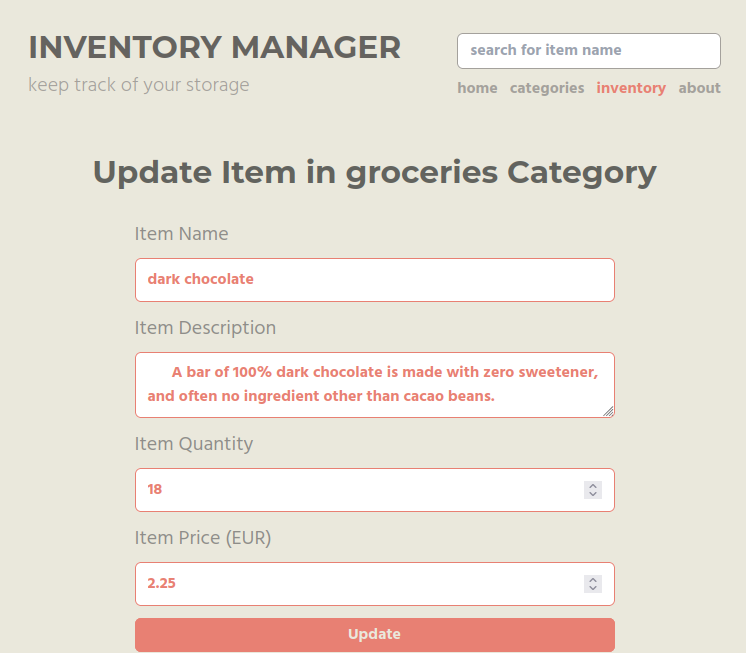 INVENTORY MANAGER
keep track of your storage
search for item name
home categories inventory about
Update Item in groceries Category
Item Name
dark chocolate
Item Description
A bar of 100% dark chocolate is made with zero sweetener,
and often no ingredient other than cacao beans.
Item Quantity
18
Item Price (EUR)
2.25
Update